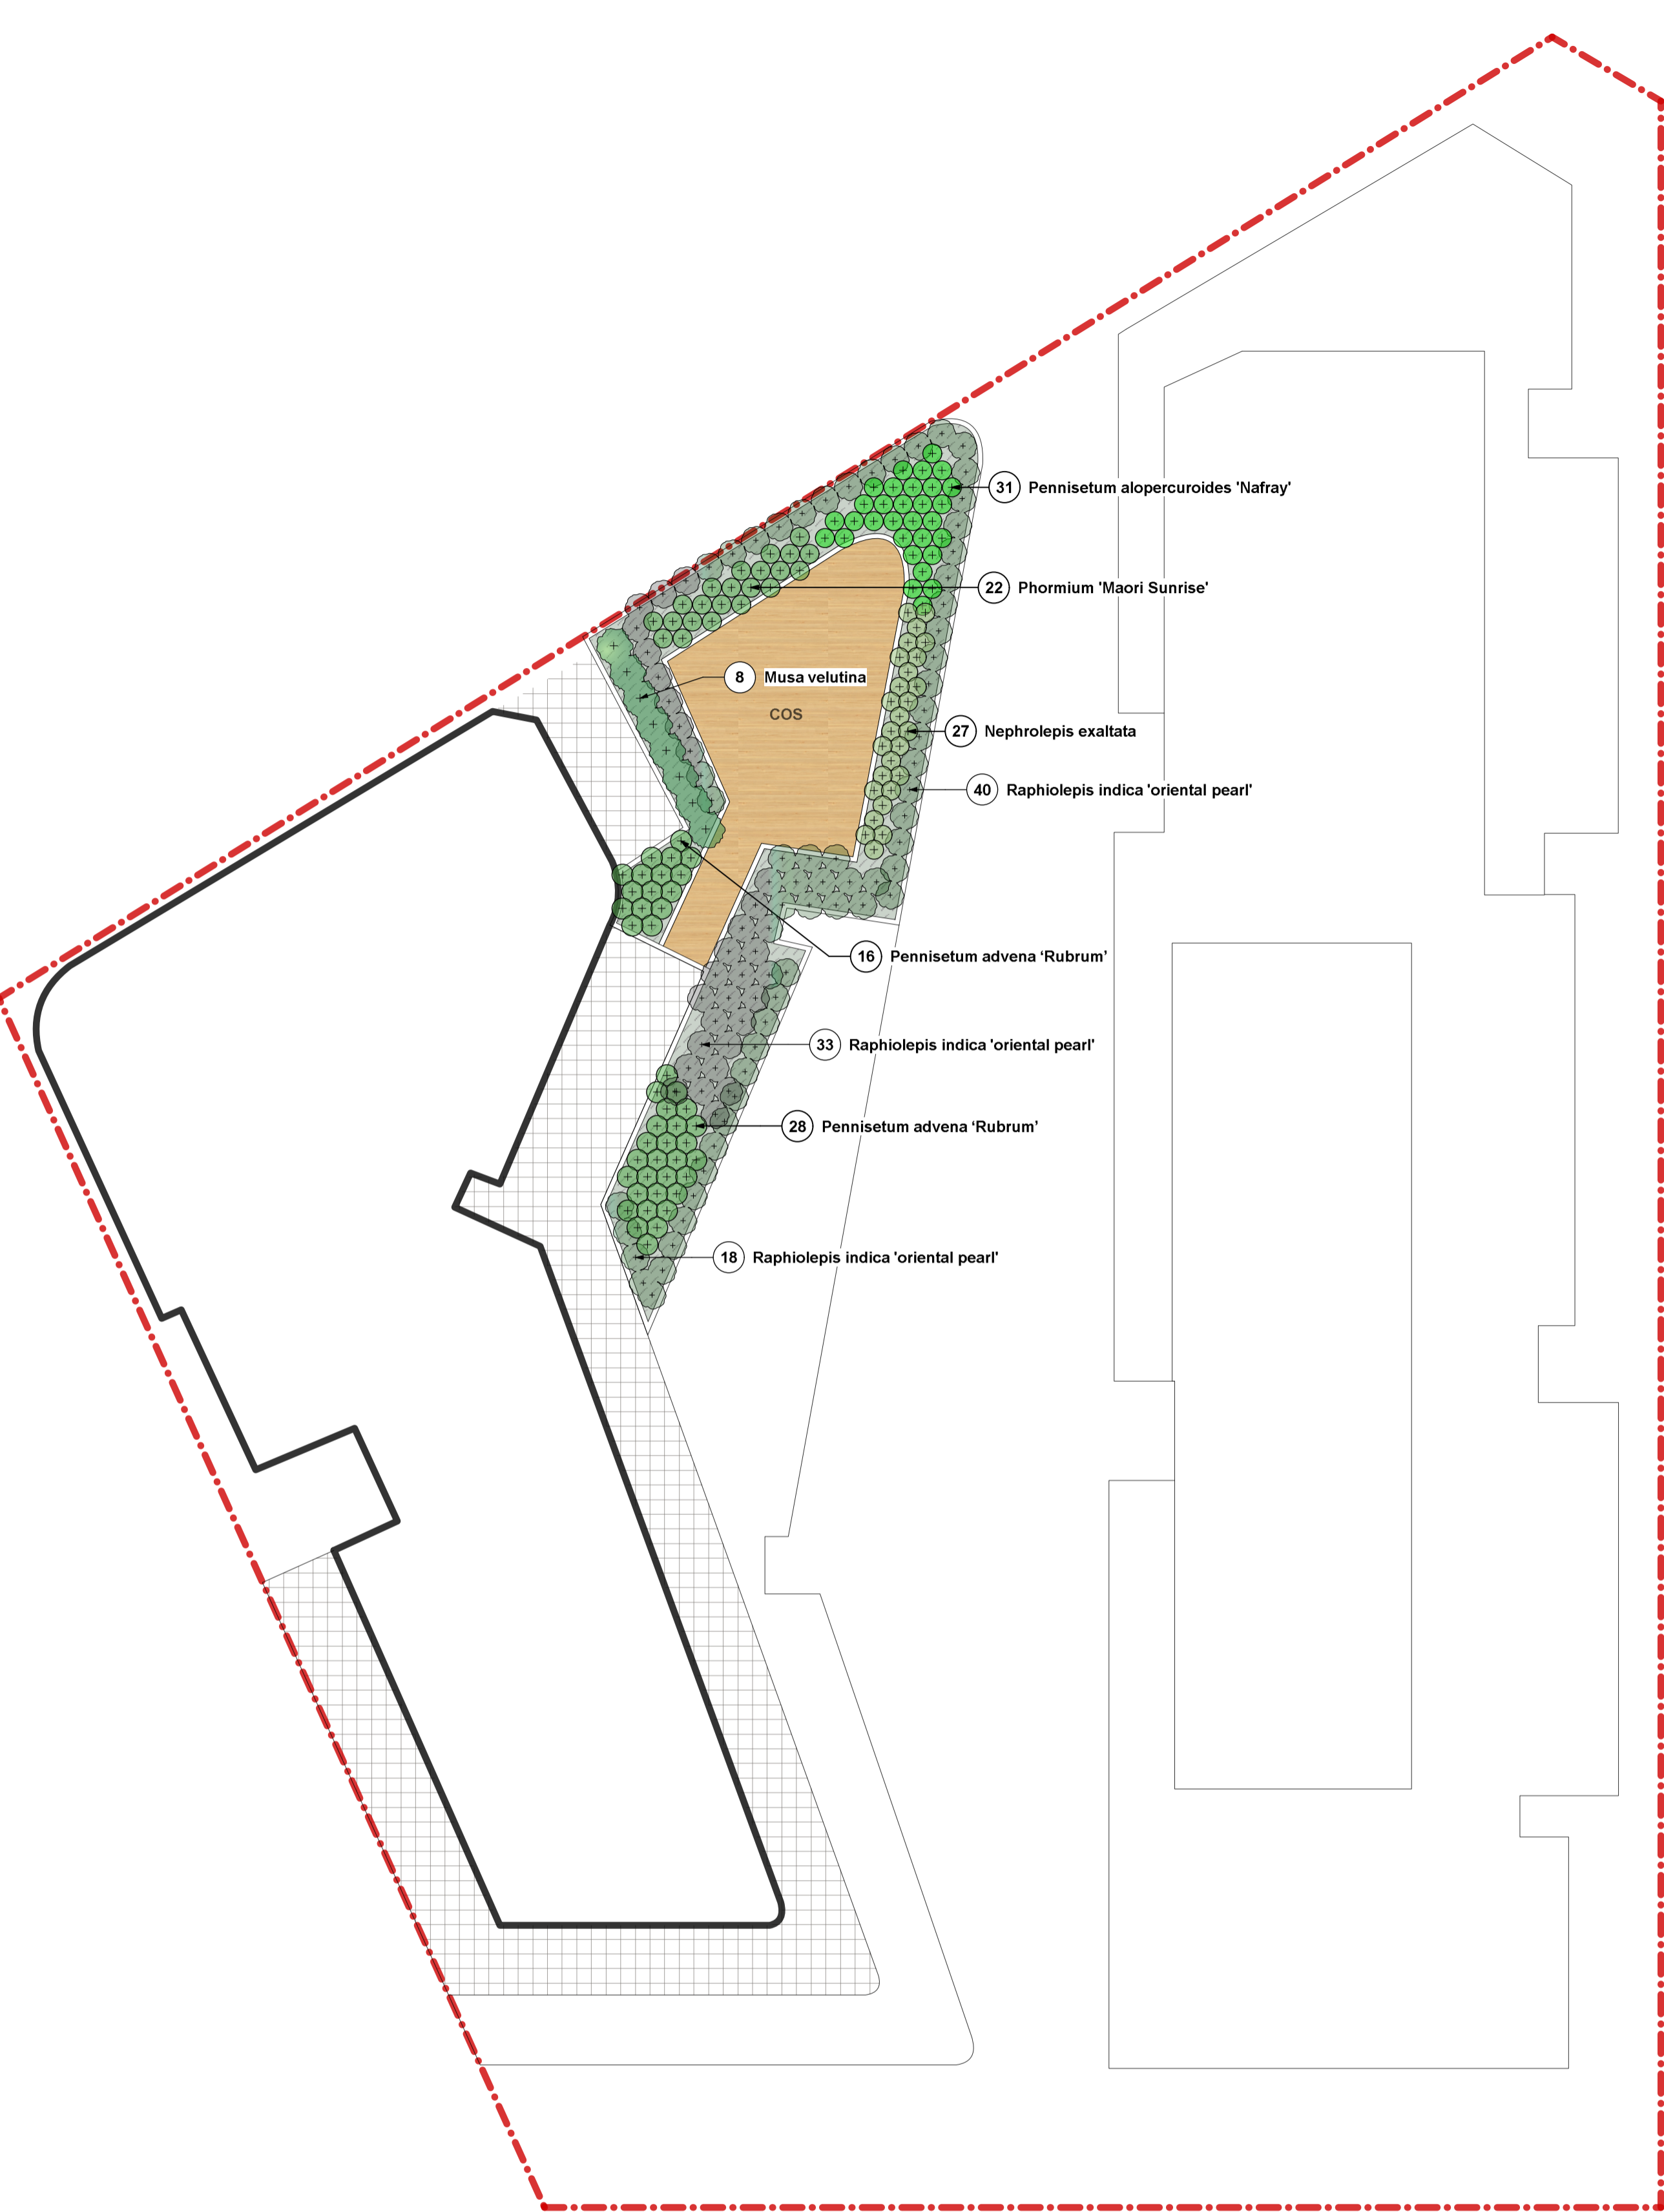 31 Pennisetum alopercuroides 'Nafray'
22 Phormium 'Maori Sunrise'
8 Musa velutina
COS
27 Nephrolepis exaltata
40 Raphiolepis indica 'oriental pearl'
16 Pennisetum advena ‘Rubrum’
33 Raphiolepis indica 'oriental pearl'
28 Pennisetum advena ‘Rubrum’
18 Raphiolepis indica 'oriental pearl'